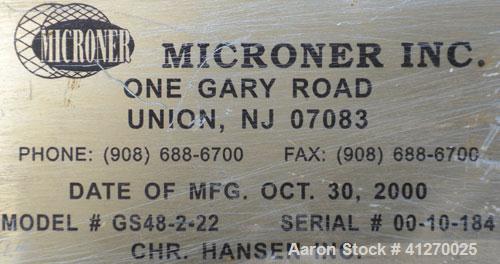 MICRONER
MICRONER INC.
ONE GARY ROAD
UNION, NJ 07083
PHONE: (908) 688-6700 FAX: (908) 688-6700
DATE OF MFG. OCT. 30, 2000
MODEL # GS48-2-22 SERIAL # 00-10-184
CHR. HANSEN INC.
Aaron Stock # 41270025